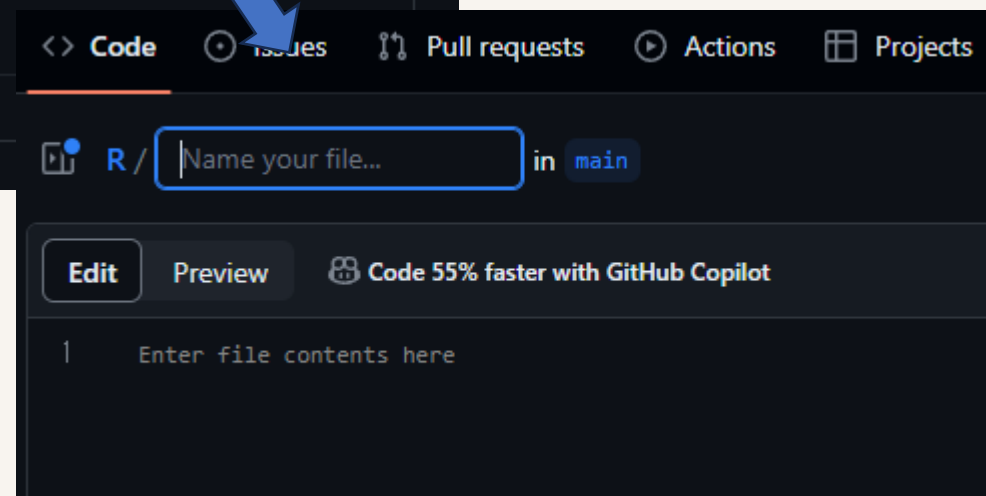 <> Code Issues Pull requests Actions Projects
R / Name your file... in main
Edit Preview Code 55% faster with GitHub Copilot
1 Enter file contents here